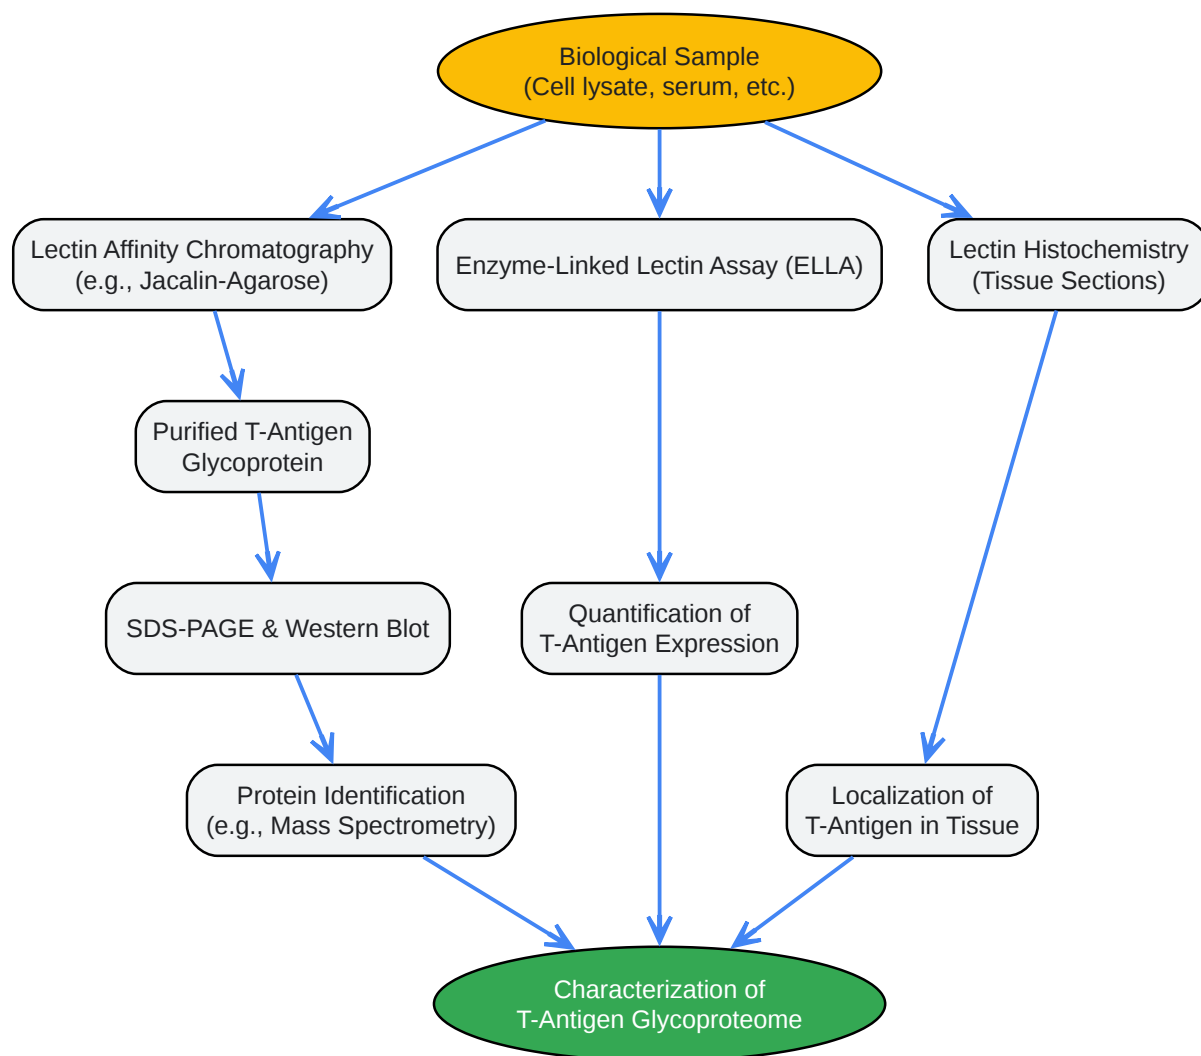 Biological Sample
(Cell lysate, serum, etc.)
Lectin Affinity Chromatography
(e.g., Jacalin-Agarose)
Enzyme-Linked Lectin Assay (ELLA)
Lectin Histochemistry
(Tissue Sections)
Purified T-Antigen
Glycoprotein
SDS-PAGE & Western Blot
Quantification of
T-Antigen Expression
Protein Identification
(e.g., Mass Spectrometry)
Localization of
T-Antigen in Tissue
Characterization of
T-Antigen Glycoproteome